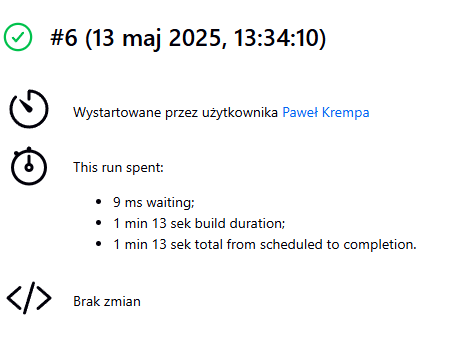 #6 (13 maj 2025, 13:34:10)
Wystartowane przez użytkownika Paweł Krempa
This run spent:
• 9 ms waiting;
• 1 min 13 sek build duration;
• 1 min 13 sek total from scheduled to completion.
Brak zmian